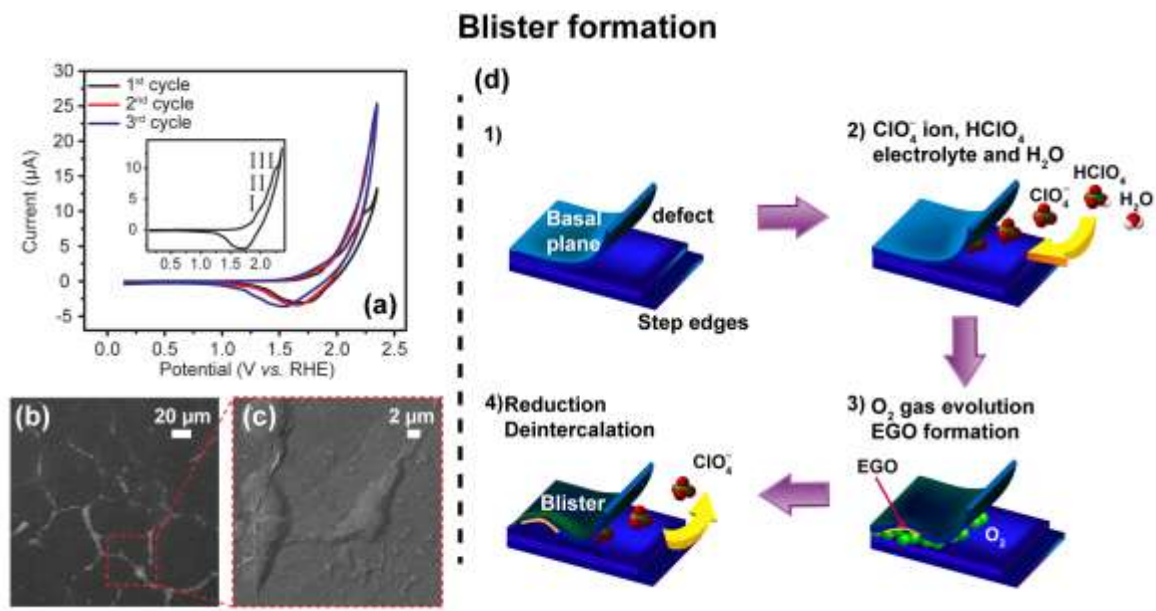 Blister formation
30
25
20
15
10
5
0
-5
Current (µA)
1st cycle
2nd cycle
3rd cycle
10
5
0
III
II
I
0.5 1.0 1.5 2.0
(a)
0.0 0.5 1.0 1.5 2.0 2.5
Potential (V vs. RHE)
(b)
20 µm
(c)
2 µm
(d)
1)
Basal
plane
defect
Step edges
2) ClO4− ion, HClO4
electrolyte and H2O
HClO4
ClO4−
H2O
3) O2 gas evolution
EGO formation
EGO
O2
4) Reduction
Deintercalation
ClO4−
Blister